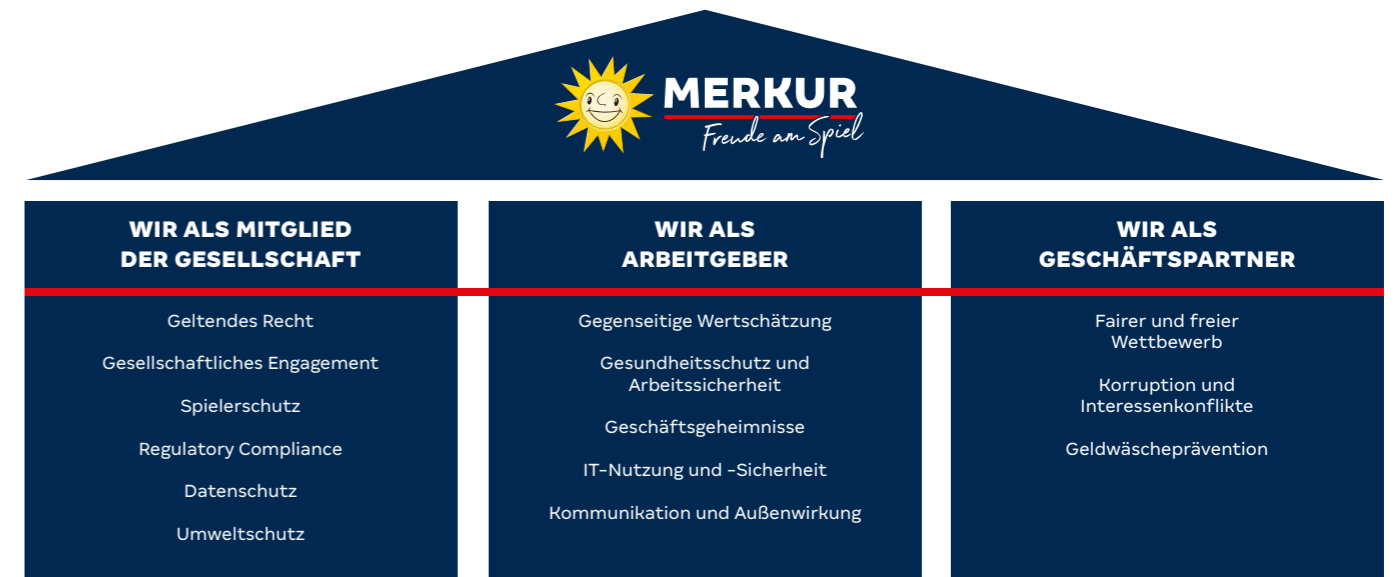 MERKUR
Freude am Spiel
WIR ALS MITGLIED
DER GESELLSCHAFT
Geltendes Recht
Gesellschaftliches Engagement
Spielerschutz
Regulatory Compliance
Datenschutz
Umweltschutz
WIR ALS
ARBEITGEBER
Gegenseitige Wertschätzung
Gesundheitsschutz und
Arbeitssicherheit
Geschäftsgeheimnisse
IT-Nutzung und -Sicherheit
Kommunikation und Außenwirkung
WIR ALS
GESCHÄFTSPARTNER
Fairer und freier
Wettbewerb
Korruption und
Interessenkonflikte
Geldwäscheprävention